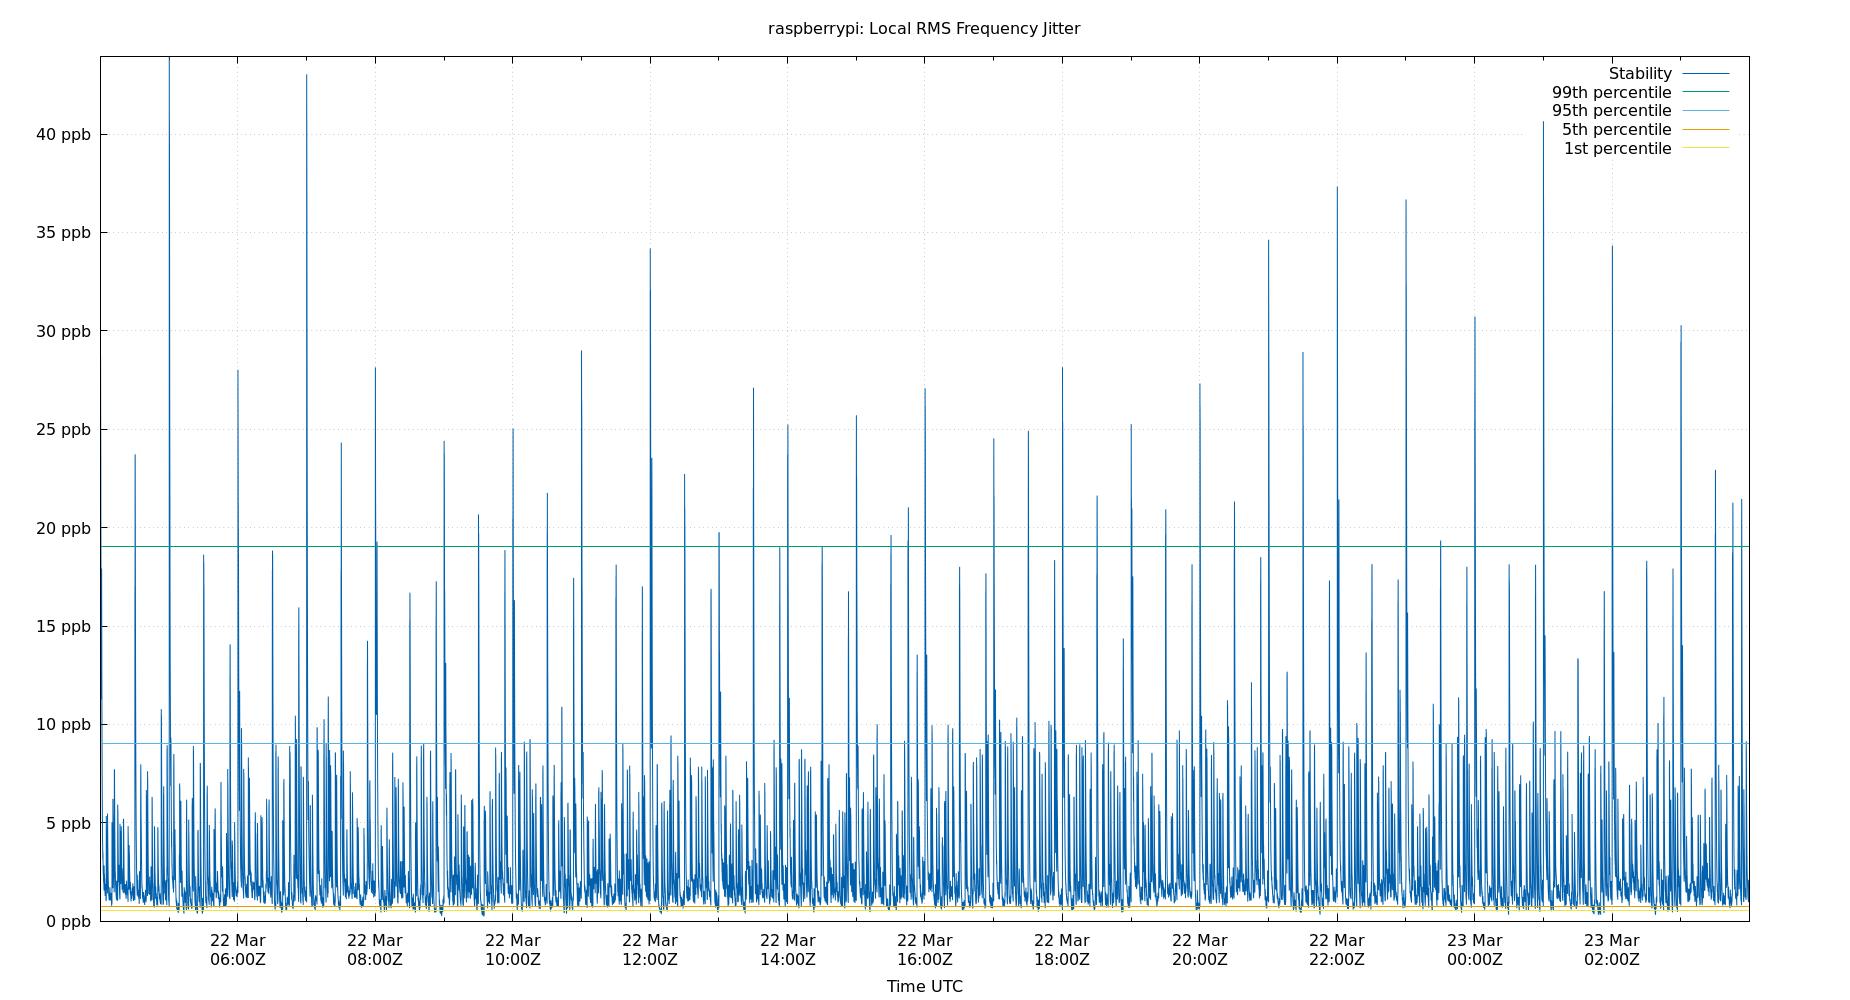 raspberrypi: Local RMS Frequency Jitter
Stability
99th percentile
95th percentile
5th percentile
1st percentile
40 ppb
35 ppb
30 ppb
25 ppb
20 ppb
15 ppb
10 ppb
5 ppb
0 ppb
22 Mar 22 Mar 22 Mar 22 Mar 22 Mar 22 Mar 22 Mar 22 Mar 22 Mar 23 Mar 23 Mar
06:00Z 08:00Z 10:00Z 12:00Z 14:00Z 16:00Z 18:00Z 20:00Z 22:00Z 00:00Z 02:00Z
Time UTC